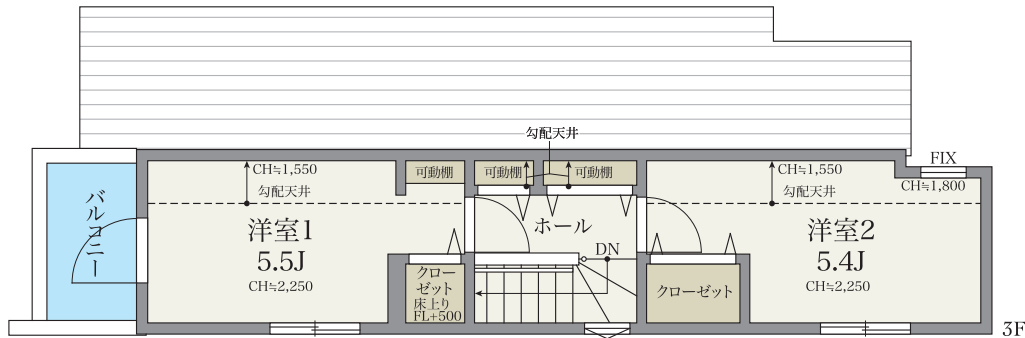 勾配天井
CH≒1,550
勾配天井
可動棚
可動棚
可動棚
CH≒1,550
勾配天井
FIX
CH≒1,800
バルコニー
洋室1
5.5J
CH≒2,250
ホール
DN
洋室2
5.4J
CH≒2,250
クロー
ゼット
床上り
FL+500
クローゼット
3F